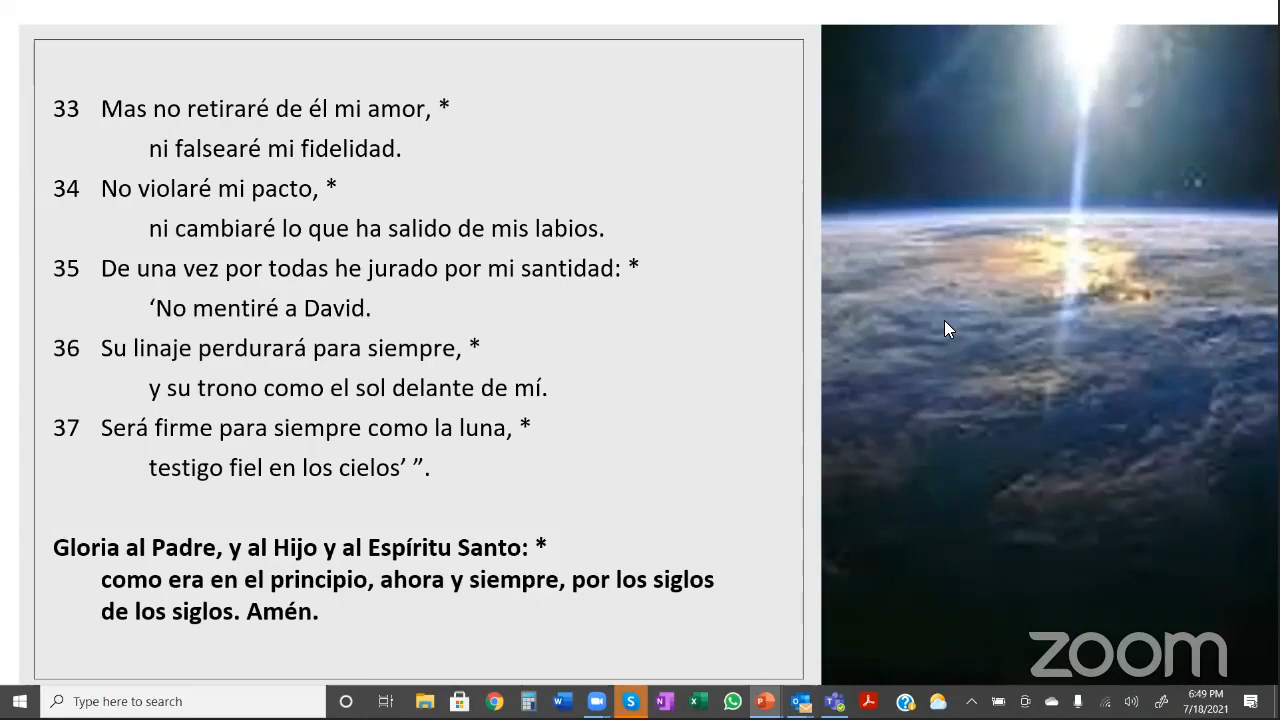 33 Mas no retiraré de él mi amor, *
ni falsearé mi fidelidad.
34 No violaré mi pacto, *
ni cambiaré lo que ha salido de mis labios.
35 De una vez por todas he jurado por mi santidad: *
‘No mentiré a David.
36 Su linaje perdurará para siempre, *
y su trono como el sol delante de mí.
37 Será firme para siempre como la luna, *
testigo fiel en los cielos’ ”.
Gloria al Padre, y al Hijo y al Espíritu Santo: *
como era en el principio, ahora y siempre, por los siglos
de los siglos. Amén.
zoom
Type here to search
6:49 PM
7/18/2021